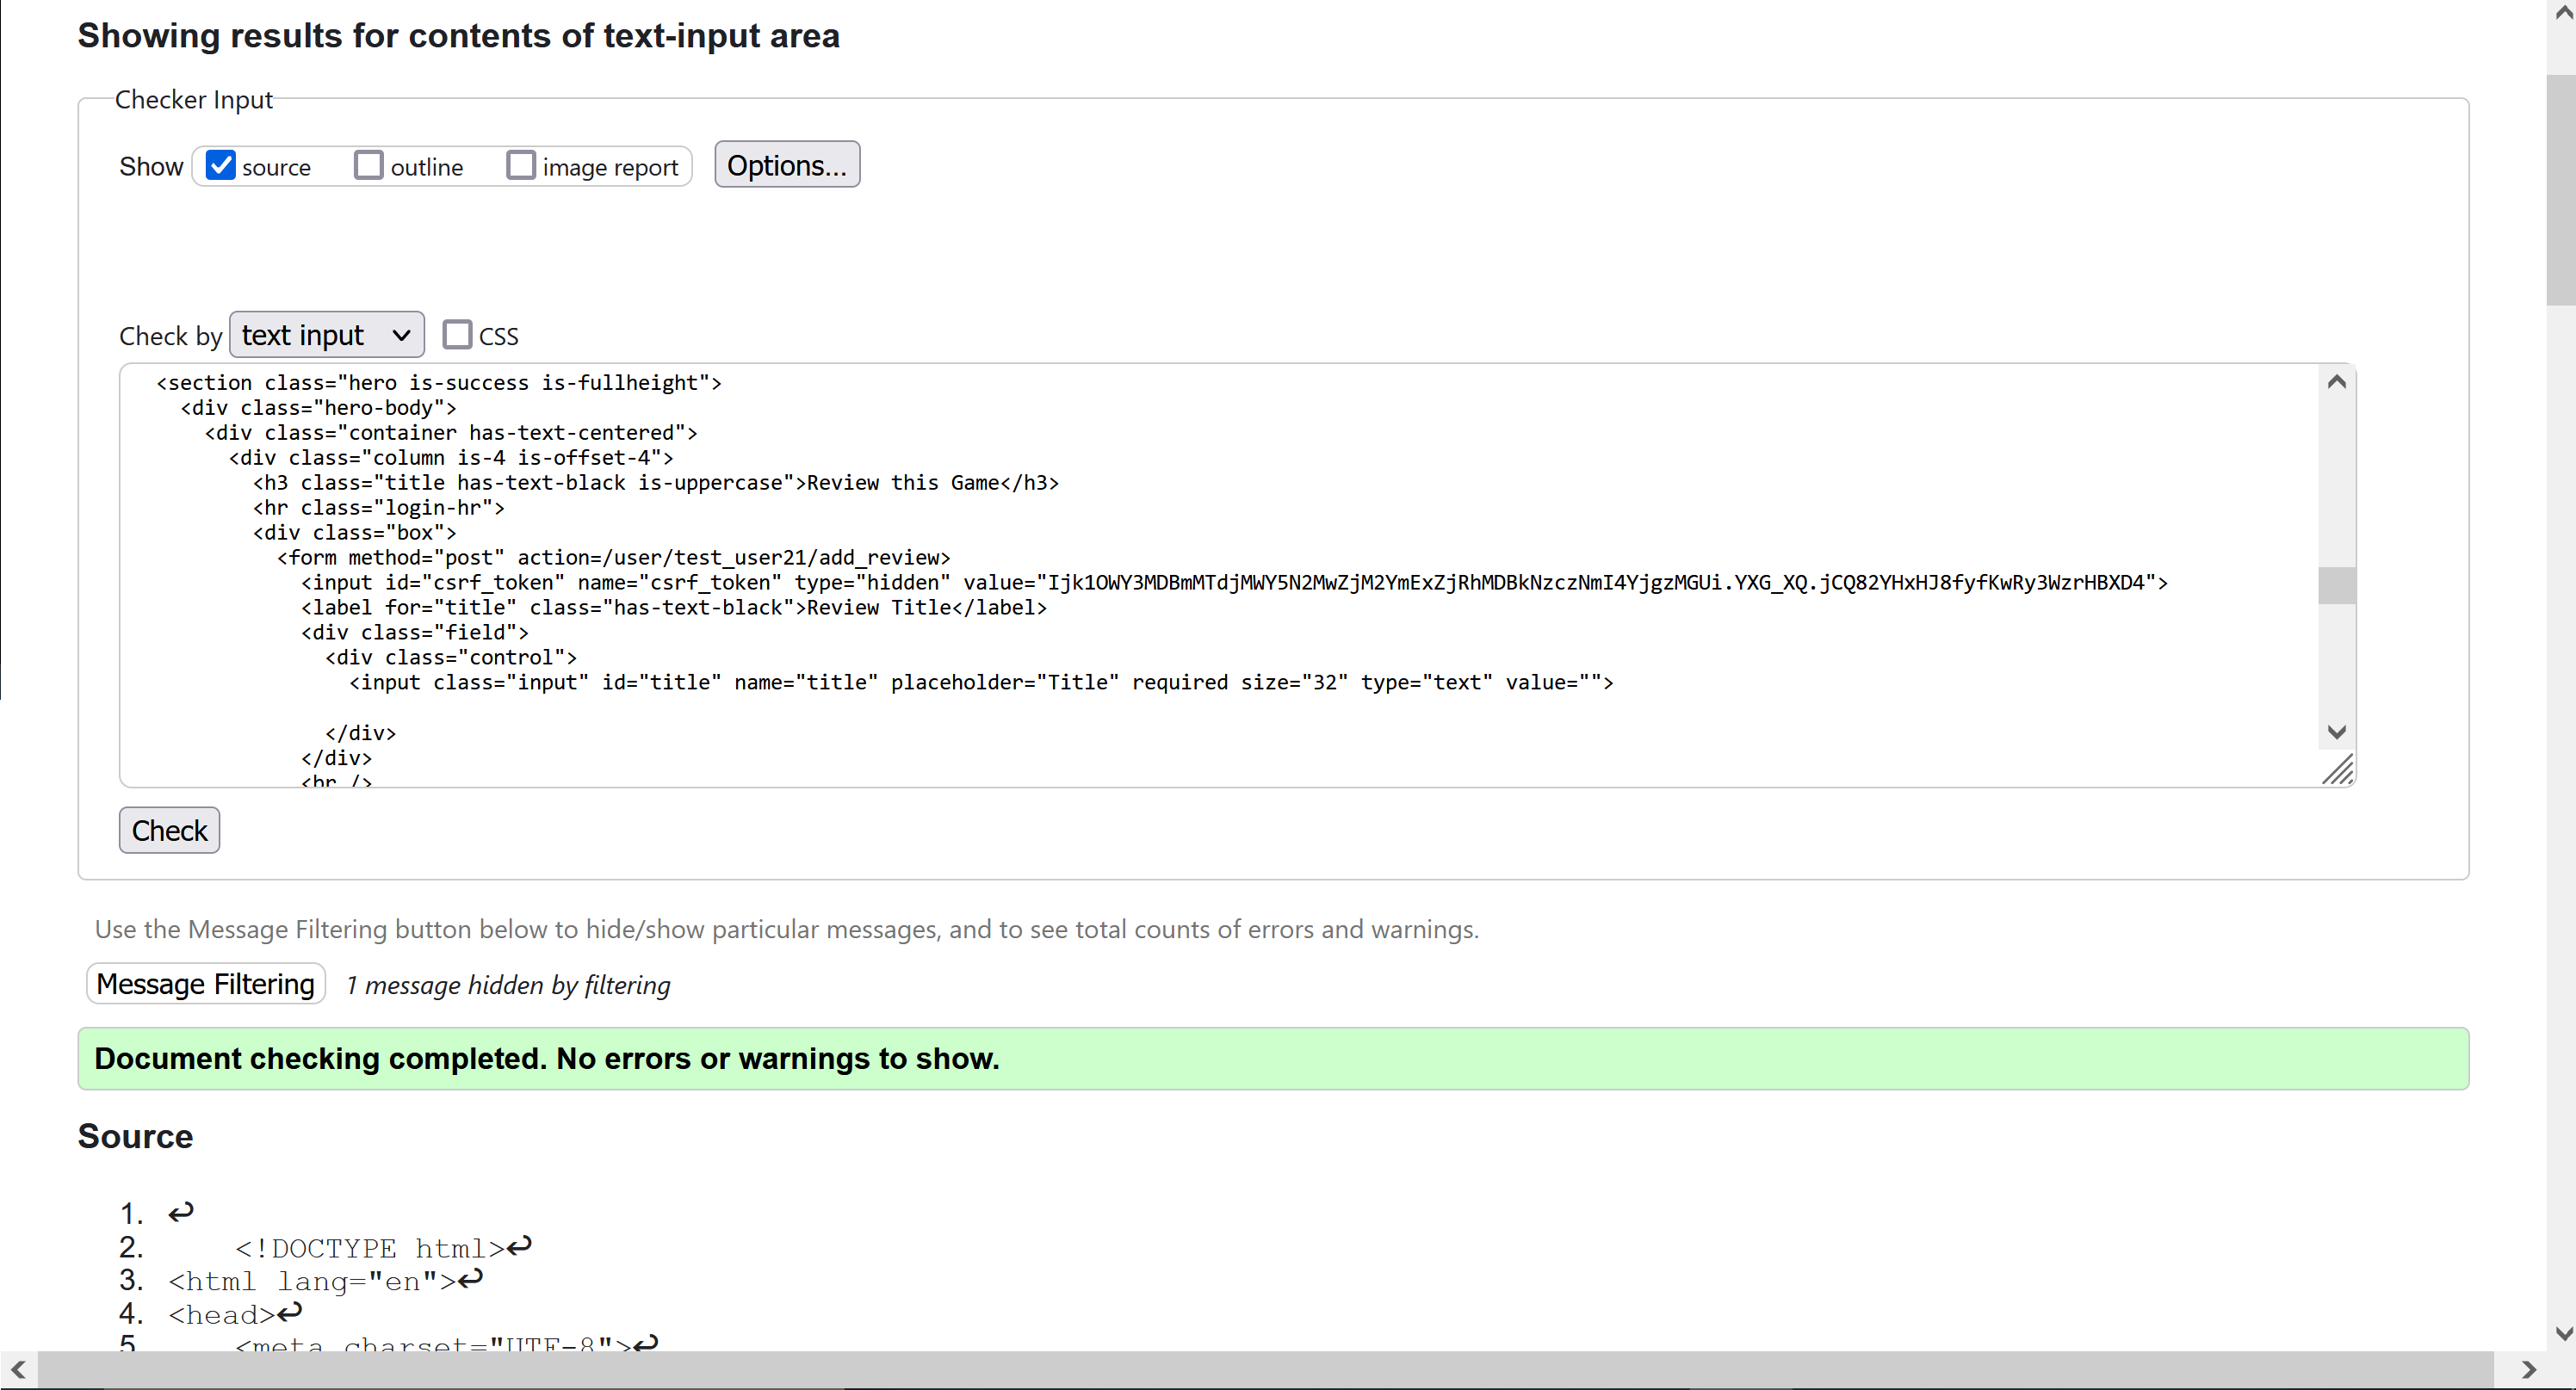 Showing results for contents of text-input area
Checker Input
Show source outline image report Options...
Check by text input CSS
<section class="hero is-success is-fullheight">
<div class="hero-body">
<div class="container has-text-centered">
<div class="column is-4 is-offset-4">
<h3 class="title has-text-black is-uppercase">Review this Game</h3>
<hr class="login-hr">
<div class="box">
<form method="post" action=/user/test_user21/add_review>
<input id="csrf_token" name="csrf_token" type="hidden" value="Ijk1OWY3MDBmMTdjMWY5N2MwZjM2YmExZjRhMDBkNzczNmI4YjgzMGUi.YXG_XQ.jCQ82YHxHJ8fyfKwRy3WzrHBXD4">
<label for="title" class="has-text-black">Review Title</label>
<div class="field">
<div class="control">
<input class="input" id="title" name="title" placeholder="Title" required size="32" type="text" value="">
</div>
</div>
<br />
Check
Use the Message Filtering button below to hide/show particular messages, and to see total counts of errors and warnings.
Message Filtering 1 message hidden by filtering
Document checking completed. No errors or warnings to show.
Source
1. ↩
2. <!DOCTYPE html>↩
3. <html lang="en">↩
4. <head>↩
5. <meta charset="UTF-8">↩